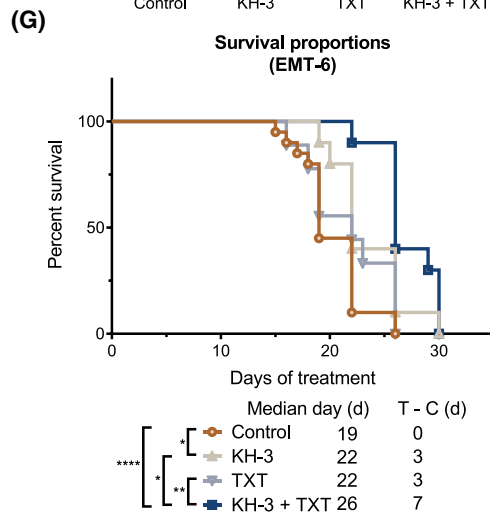 Control KH-3 TXT KH-3 + TXT
(G)
Survival proportions
(EMT-6)
Percent survival
100
50
0
0 10 20 30
Days of treatment
Median day (d) T - C (d)
* Control 19 0
**** * KH-3 22 3
** TXT 22 3
KH-3 + TXT 26 7